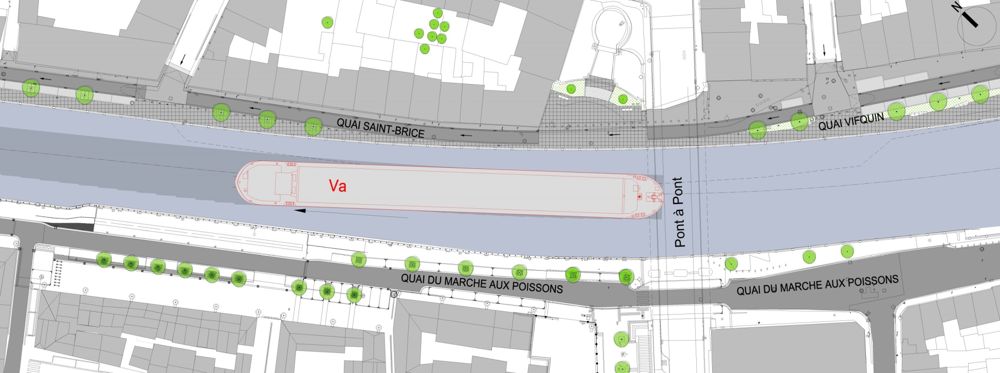 N
QUAI SAINT-BRICE
QUAI VIFQUIN
Va
Pont à Pont
QUAI DU MARCHE AUX POISSONS
QUAI DU MARCHE AUX POISSONS